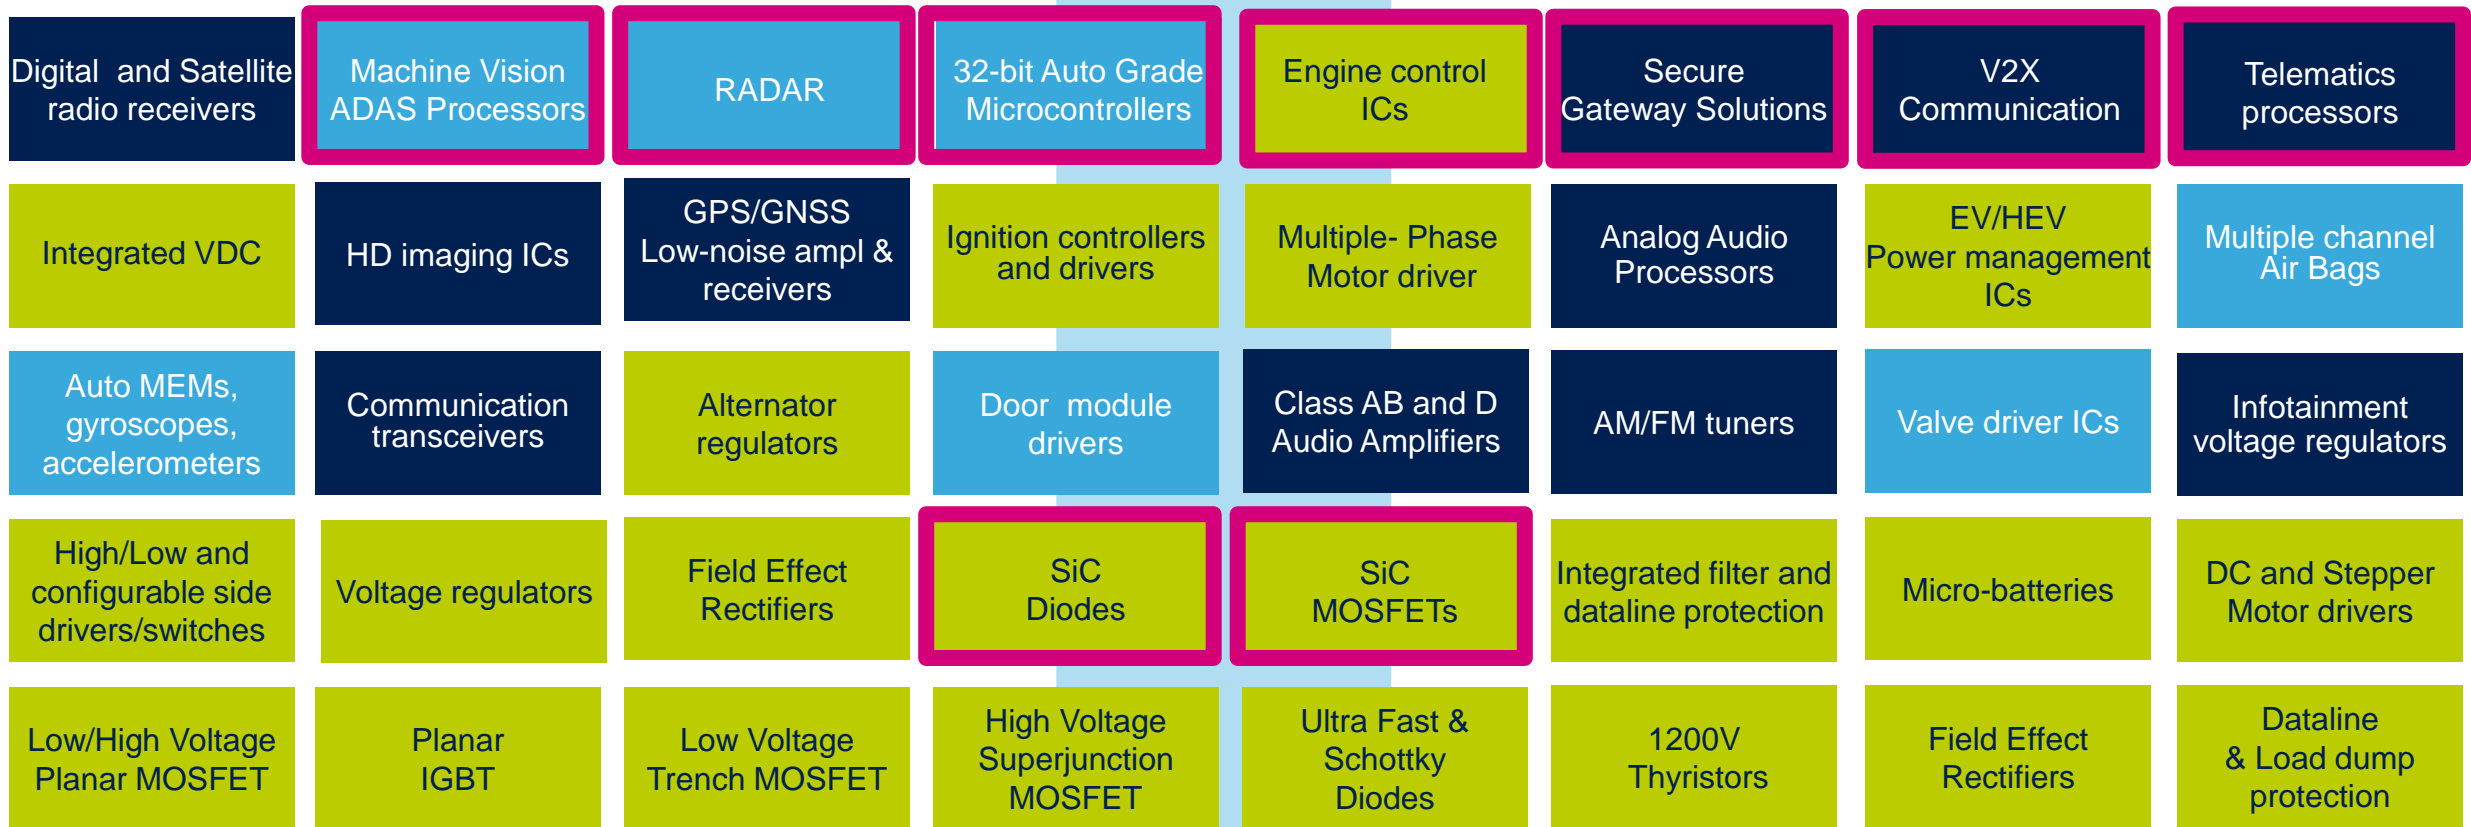 Digital and Satellite
radio receivers
Machine Vision
ADAS Processors
RADAR
32-bit Auto Grade
Microcontrollers
Engine control
ICs
Secure
Gateway Solutions
V2X
Communication
Telematics
processors
Integrated VDC
HD imaging ICs
GPS/GNSS
Low-noise ampl &
receivers
Ignition controllers
and drivers
Multiple- Phase
Motor driver
Analog Audio
Processors
EV/HEV
Power management
ICs
Multiple channel
Air Bags
Auto MEMs,
gyroscopes,
accelerometers
Communication
transceivers
Alternator
regulators
Door module
drivers
Class AB and D
Audio Amplifiers
AM/FM tuners
Valve driver ICs
Infotainment
voltage regulators
High/Low and
configurable side
drivers/switches
Voltage regulators
Field Effect
Rectifiers
SiC
Diodes
SiC
MOSFETs
Integrated filter and
dataline protection
Micro-batteries
DC and Stepper
Motor drivers
Low/High Voltage
Planar MOSFET
Planar
IGBT
Low Voltage
Trench MOSFET
High Voltage
Superjunction
MOSFET
Ultra Fast &
Schottky
Diodes
1200V
Thyristors
Field Effect
Rectifiers
Dataline
& Load dump
protection